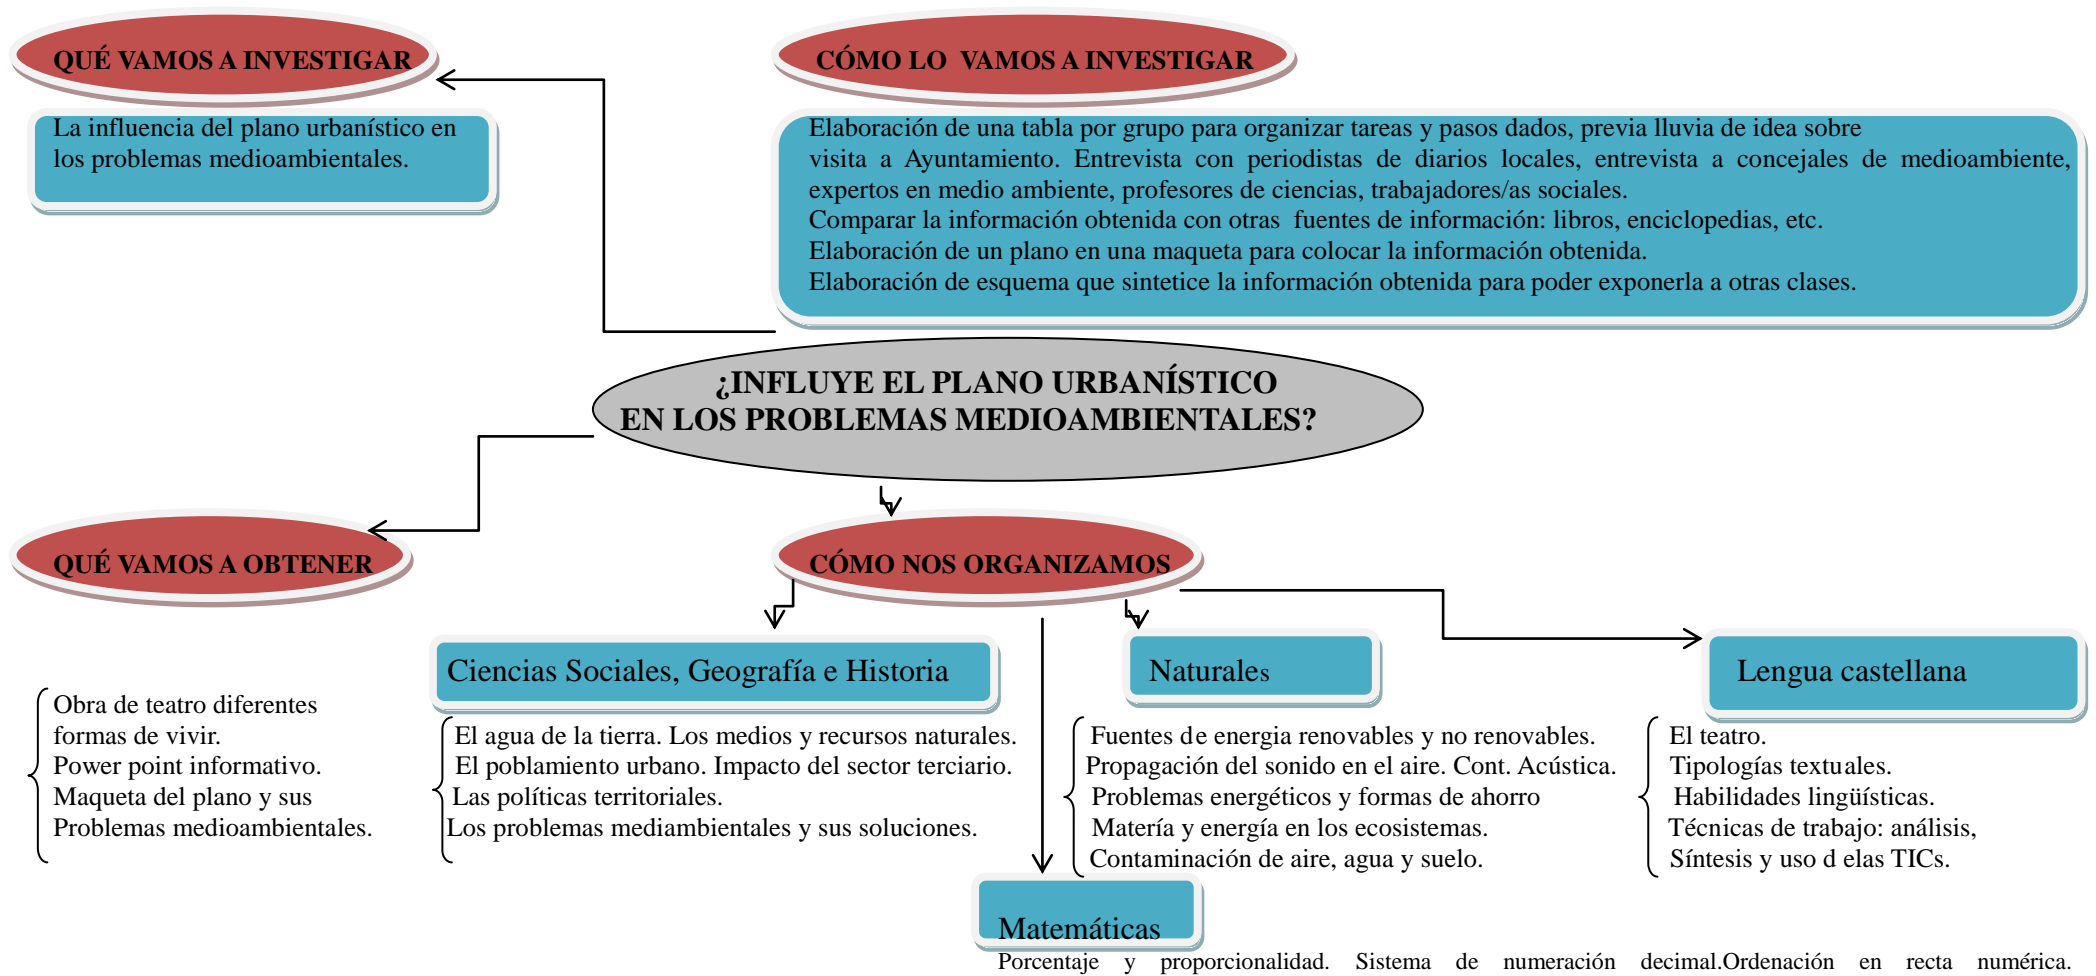 QUÉ VAMOS A INVESTIGAR
La influencia del plano urbanístico en
los problemas medioambientales.
CÓMO LO VAMOS A INVESTIGAR
Elaboración de una tabla por grupo para organizar tareas y pasos dados, previa lluvia de idea sobre
visita a Ayuntamiento. Entrevista con periodistas de diarios locales, entrevista a concejales de medioambiente,
expertos en medio ambiente, profesores de ciencias, trabajadores/as sociales.
Comparar la información obtenida con otras fuentes de información: libros, enciclopedias, etc.
Elaboración de un plano en una maqueta para colocar la información obtenida.
Elaboración de esquema que sintetice la información obtenida para poder exponerla a otras clases.
¿INFLUYE EL PLANO URBANÍSTICO
EN LOS PROBLEMAS MEDIOAMBIENTALES?
QUÉ VAMOS A OBTENER
Obra de teatro diferentes
formas de vivir.
Power point informativo.
Maqueta del plano y sus
Problemas medioambientales.
CÓMO NOS ORGANIZAMOS
Ciencias Sociales, Geografía e Historia
El agua de la tierra. Los medios y recursos naturales.
El poblamiento urbano. Impacto del sector terciario.
Las políticas territoriales.
Los problemas mediambientales y sus soluciones.
Naturales
Fuentes de energia renovables y no renovables.
Propagación del sonido en el aire. Cont. Acústica.
Problemas energéticos y formas de ahorro
Matería y energía en los ecosistemas.
Contaminación de aire, agua y suelo.
Lengua castellana
El teatro.
Tipologías textuales.
Habilidades lingüísticas.
Técnicas de trabajo: análisis,
Síntesis y uso d elas TICs.
Matemáticas
Porcentaje y proporcionalidad. Sistema de numeración decimal.Ordenación en recta numérica.